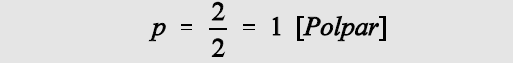 p = 2/2 = 1 [Polpar]